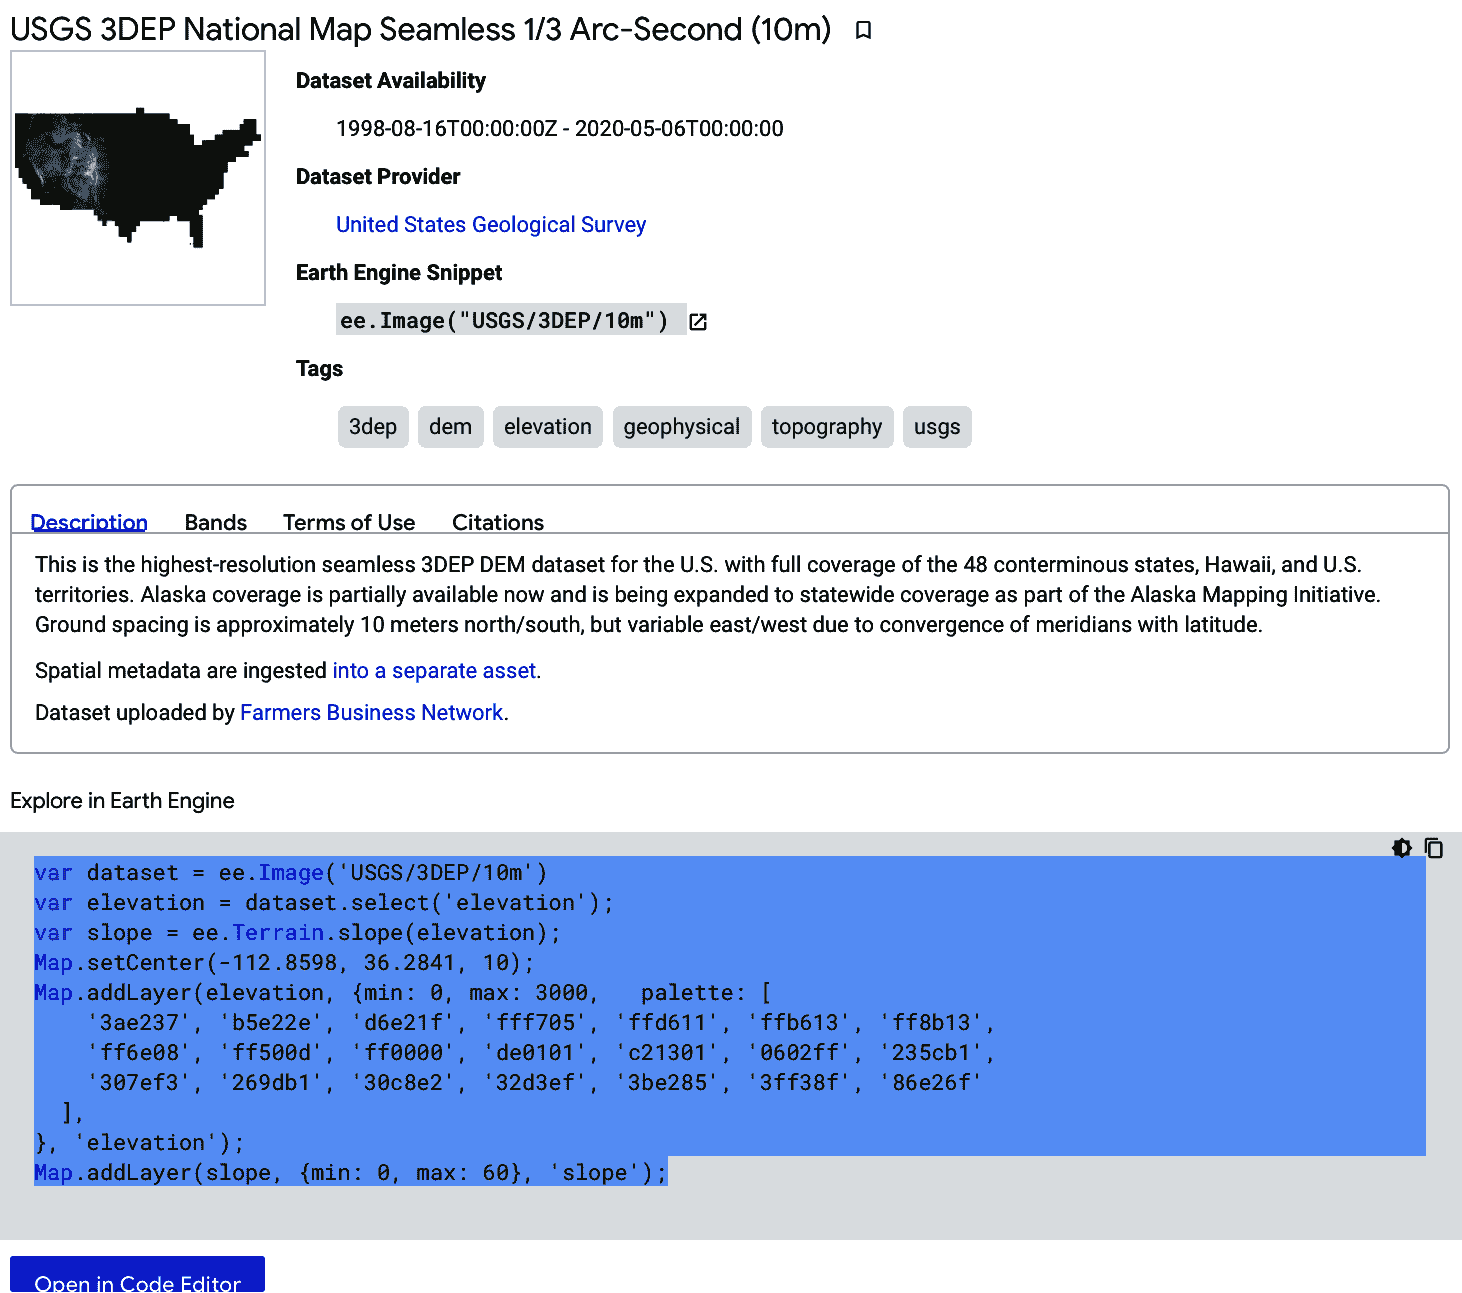 USGS 3DEP National Map Seamless 1/3 Arc-Second (10m)
Dataset Availability
1998-08-16T00:00:00Z - 2020-05-06T00:00:00
Dataset Provider
United States Geological Survey
Earth Engine Snippet
ee.Image("USGS/3DEP/10m")
Tags
3dep dem elevation geophysical topography usgs
Description Bands Terms of Use Citations
This is the highest-resolution seamless 3DEP DEM dataset for the U.S. with full coverage of the 48 conterminous states, Hawaii, and U.S.
territories. Alaska coverage is partially available now and is being expanded to statewide coverage as part of the Alaska Mapping Initiative.
Ground spacing is approximately 10 meters north/south, but variable east/west due to convergence of meridians with latitude.
Spatial metadata are ingested into a separate asset.
Dataset uploaded by Farmers Business Network.
Explore in Earth Engine
var dataset = ee.Image('USGS/3DEP/10m')
var elevation = dataset.select('elevation');
var slope = ee.Terrain.slope(elevation);
Map.setCenter(-112.8598, 36.2841, 10);
Map.addLayer(elevation, {min: 0, max: 3000,   palette: [
    '3ae237', 'b5e22e', 'd6e21f', 'fff705', 'ffd611', 'ffb613', 'ff8b13',
    'ff6e08', 'ff500d', 'ff0000', 'de0101', 'c21301', '0602ff', '235cb1',
    '307ef3', '269db1', '30c8e2', '32d3ef', '3be285', '3ff38f', '86e26f'
  ],
}, 'elevation');
Map.addLayer(slope, {min: 0, max: 60}, 'slope');
Open in Code Editor